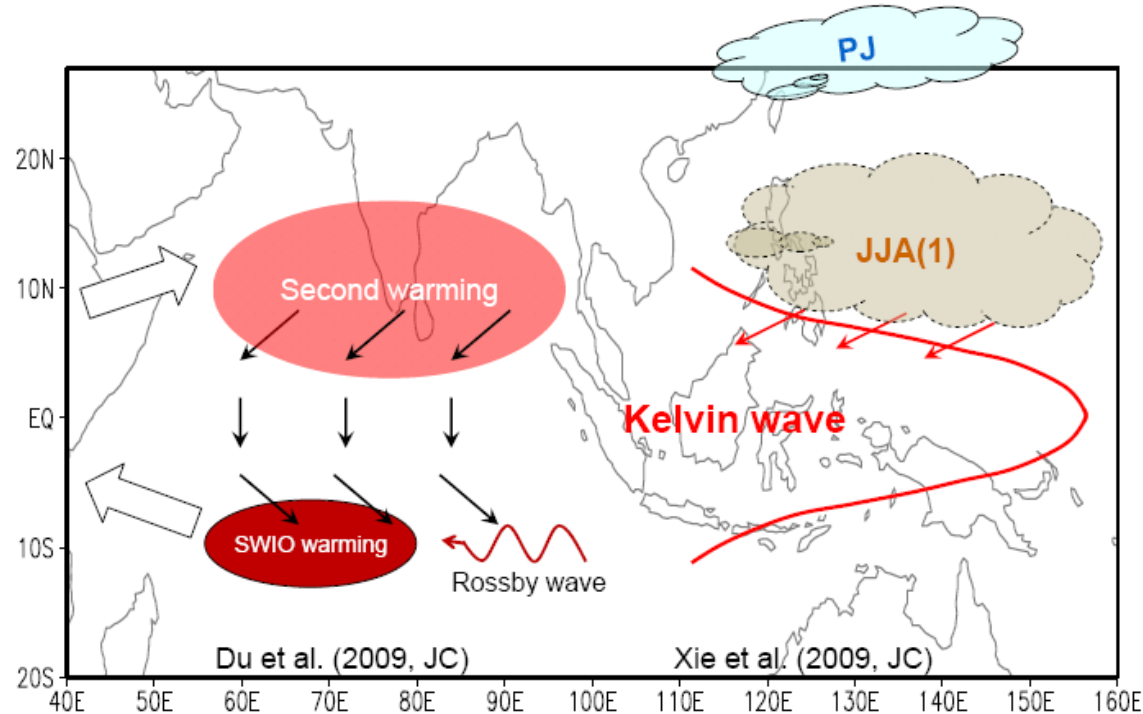 PJ
20N
JJA(1)
Second warming
10N
EQ
Kelvin wave
SWIO warming
10S
Rossby wave
Du et al. (2009, JC)
Xie et al. (2009, JC)
20S
40E 50E 60E 70E 80E 90E 100E 110E 120E 130E 140E 150E 160E